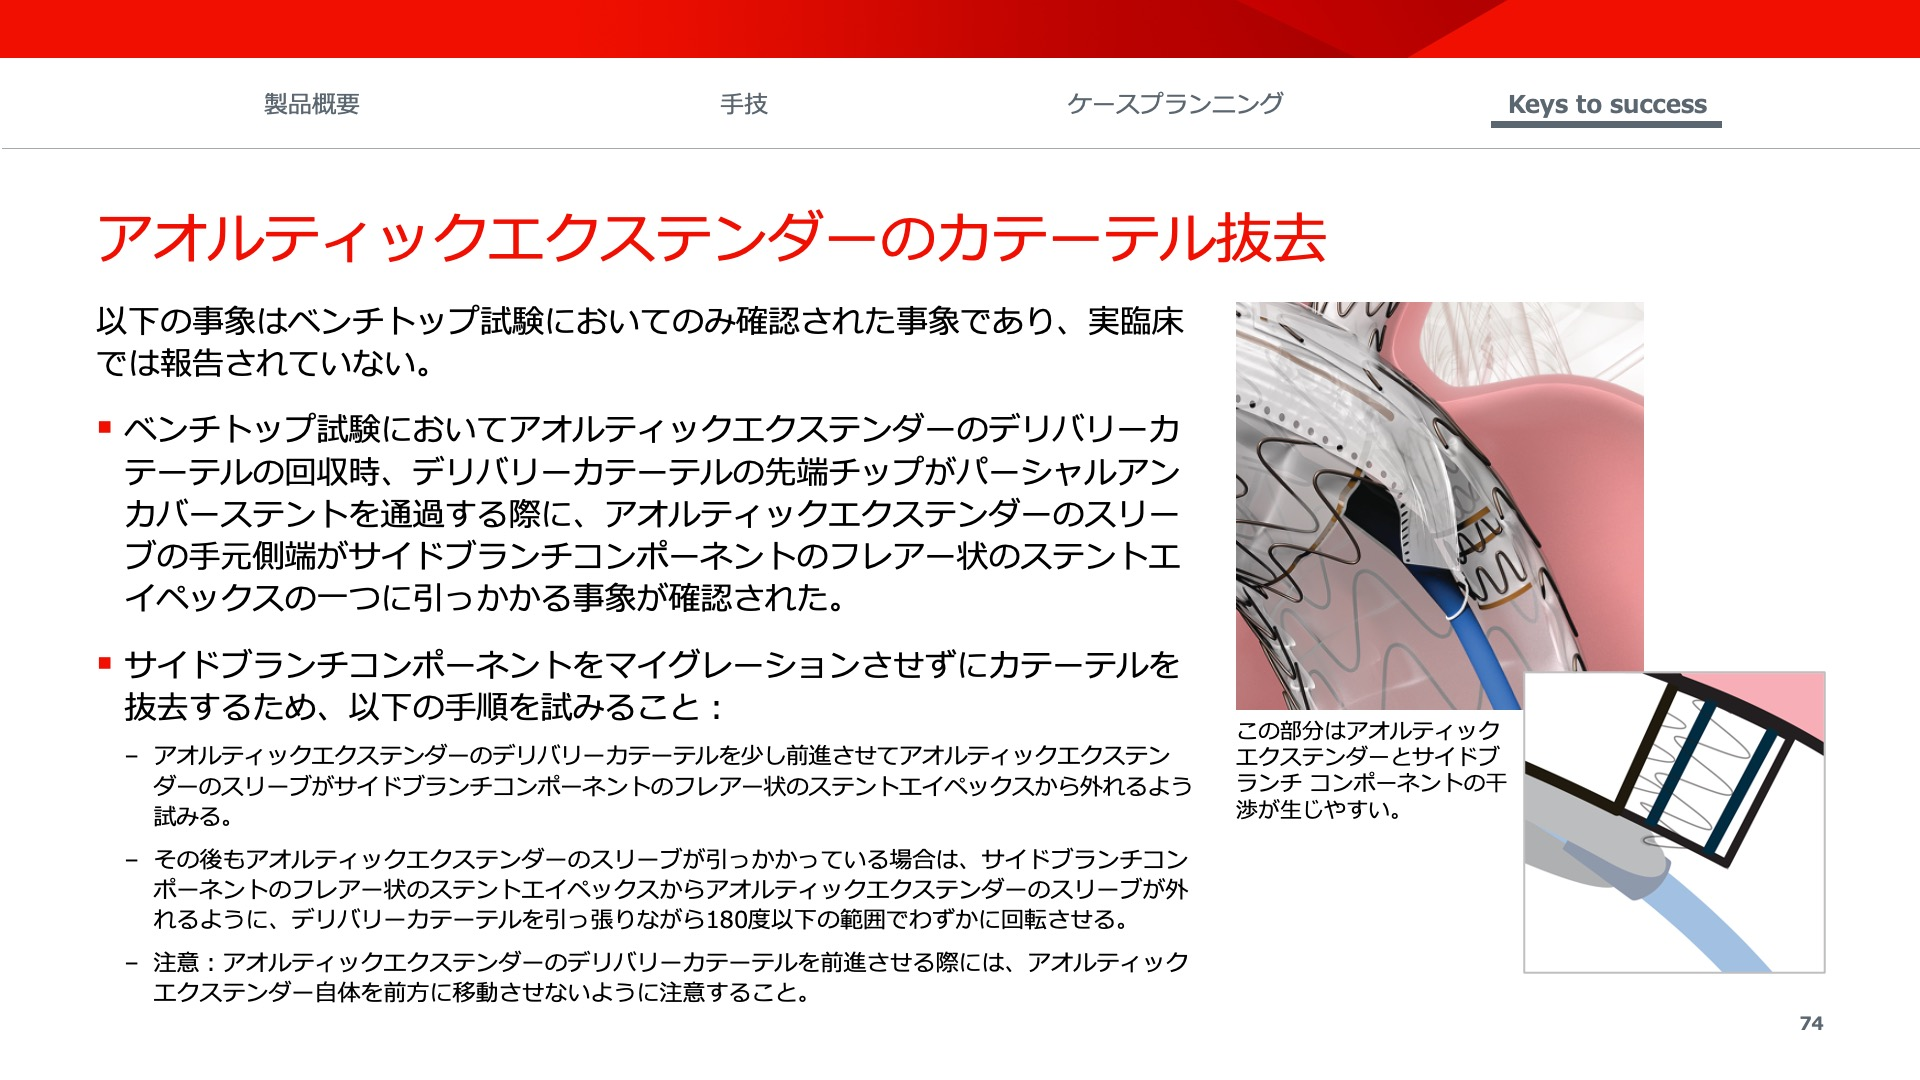 製品概要
手技
ケースプランニング
Keys to success
アオルティックエクステンダーのカテーテル抜去
以下の事象はベンチトップ試験においてのみ確認された事象であり、実臨床
では報告されていない。
ベンチトップ試験においてアオルティックエクステンダーのデリバリーカ
テーテルの回収時、デリバリーカテーテルの先端チップがパーシャルアン
カバーステントを通過する際に、アオルティックエクステンダーのスリー
ブの手元側端がサイドブランチコンポーネントのフレアー状のステントエ
イペックスの一つに引っかかる事象が確認された。
サイドブランチコンポーネントをマイグレーションさせずにカテーテルを
抜去するため、以下の手順を試みること：
– アオルティックエクステンダーのデリバリーカテーテルを少し前進させてアオルティックエクステン
ダーのスリーブがサイドブランチコンポーネントのフレアー状のステントエイペックスから外れるよう
試みる。
– その後もアオルティックエクステンダーのスリーブが引っかかっている場合は、サイドブランチコン
ポーネントのフレアー状のステントエイペックスからアオルティックエクステンダーのスリーブが外
れるように、デリバリーカテーテルを引っ張りながら180度以下の範囲でわずかに回転させる。
– 注意：アオルティックエクステンダーのデリバリーカテーテルを前進させる際には、アオルティック
エクステンダー自体を前方に移動させないように注意すること。
この部分はアオルティック
エクステンダーとサイドブ
ランチ コンポーネントの干
渉が生じやすい。
74